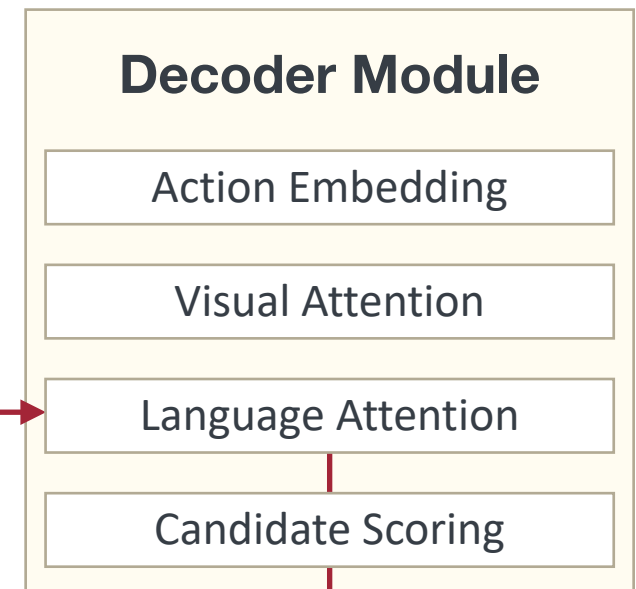 Decoder Module
Action Embedding
Visual Attention
Language Attention
Candidate Scoring